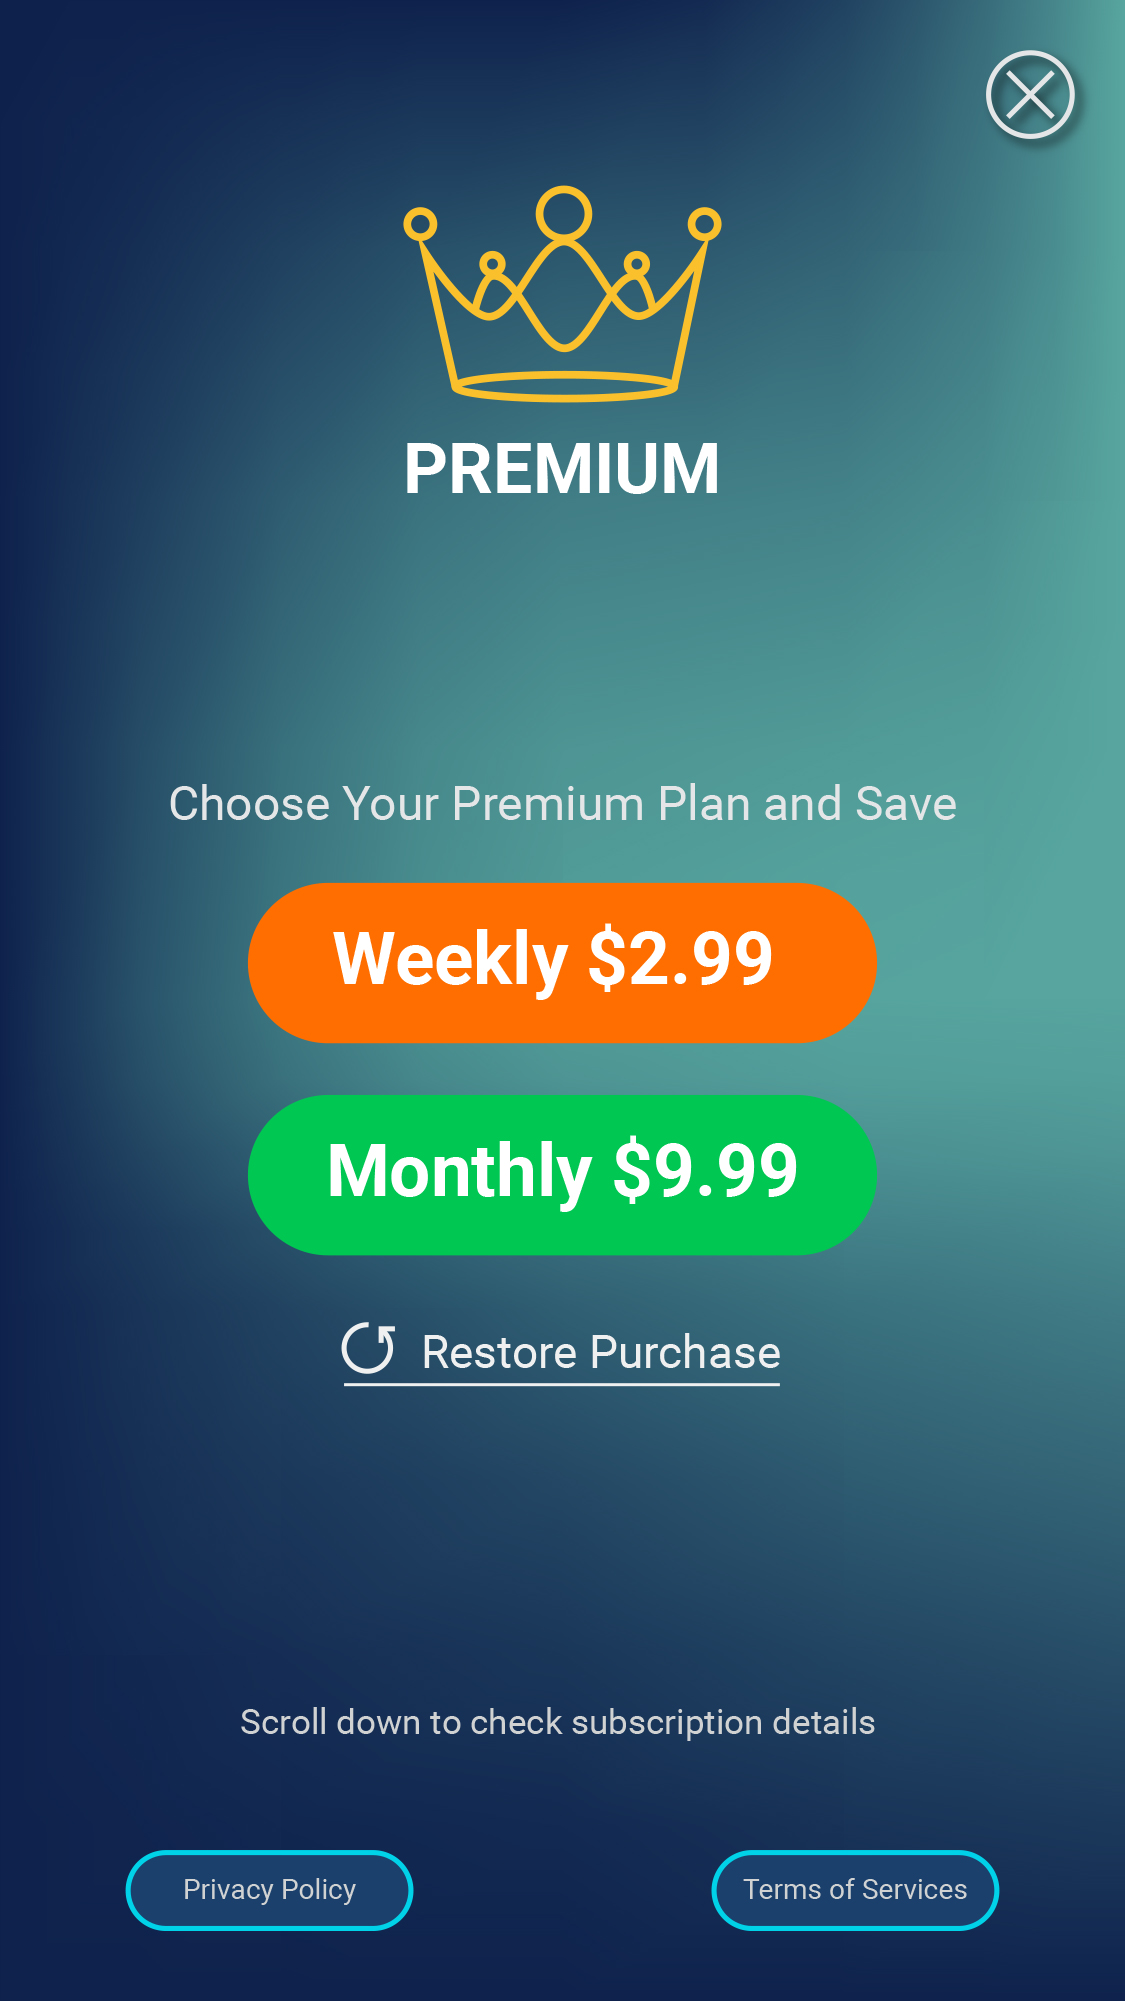 PREMIUM
Choose Your Premium Plan and Save
Weekly $2.99
Monthly $9.99
Restore Purchase
Scroll down to check subscription details
Privacy Policy
Terms of Services